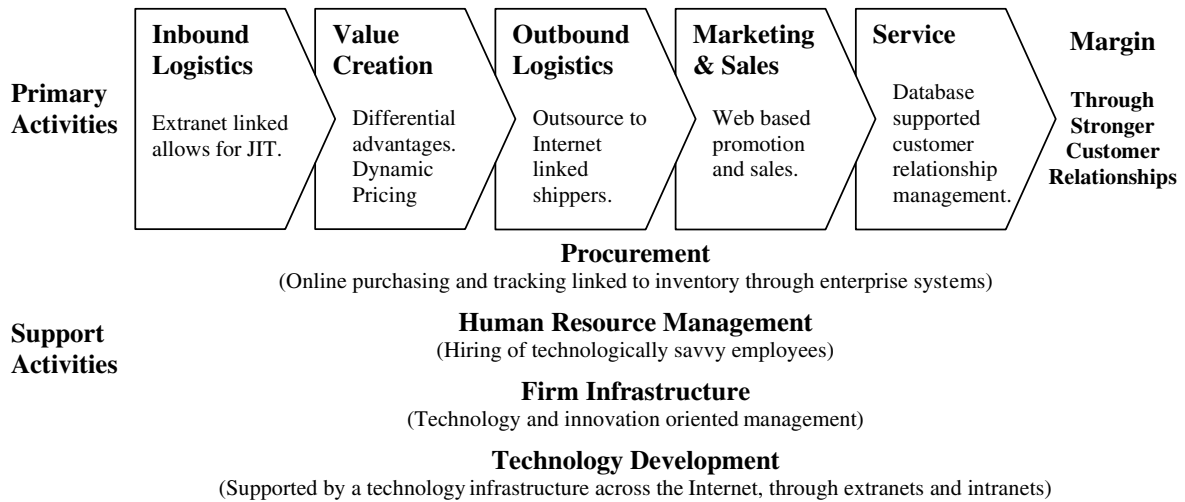 Primary
Activities
Inbound
Logistics
Extranet linked
allows for JIT.
Value
Creation
Differential
advantages.
Dynamic
Pricing
Outbound
Logistics
Outsource to
Internet
linked
shippers.
Marketing
& Sales
Web based
promotion
and sales.
Service
Database
supported
customer
relationship
management.
Margin
Through
Stronger
Customer
Relationships
Support
Activities
Procurement
(Online purchasing and tracking linked to inventory through enterprise systems)
Human Resource Management
(Hiring of technologically savvy employees)
Firm Infrastructure
(Technology and innovation oriented management)
Technology Development
(Supported by a technology infrastructure across the Internet, through extranets and intranets)